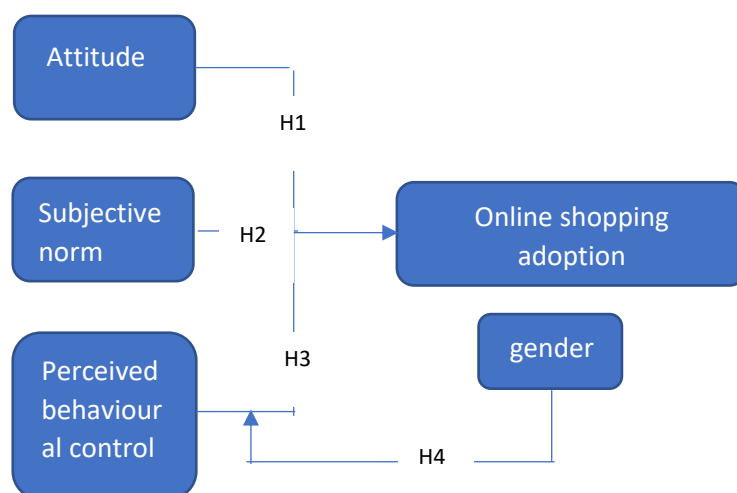 Attitude
H1
Subjective
norm
H2
Online shopping
adoption
H3
gender
Perceived
behaviour
al control
H4